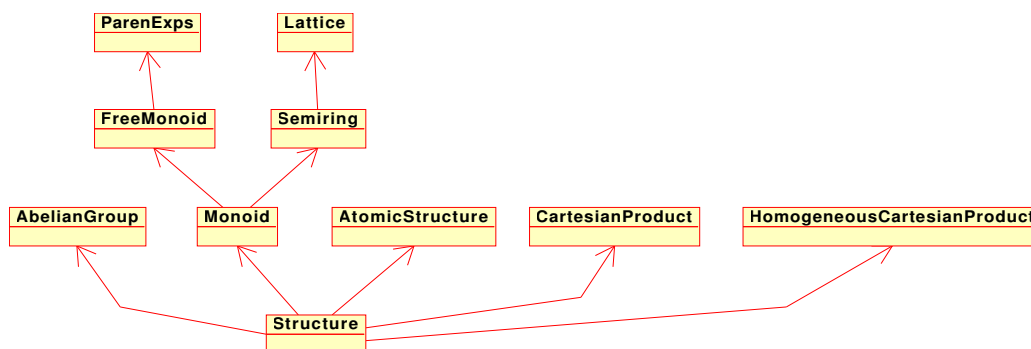 ParenExps
Lattice
FreeMonoid
Semiring
AbelianGroup
Monoid
AtomicStructure
CartesianProduct
HomogeneousCartesianProduct
Structure